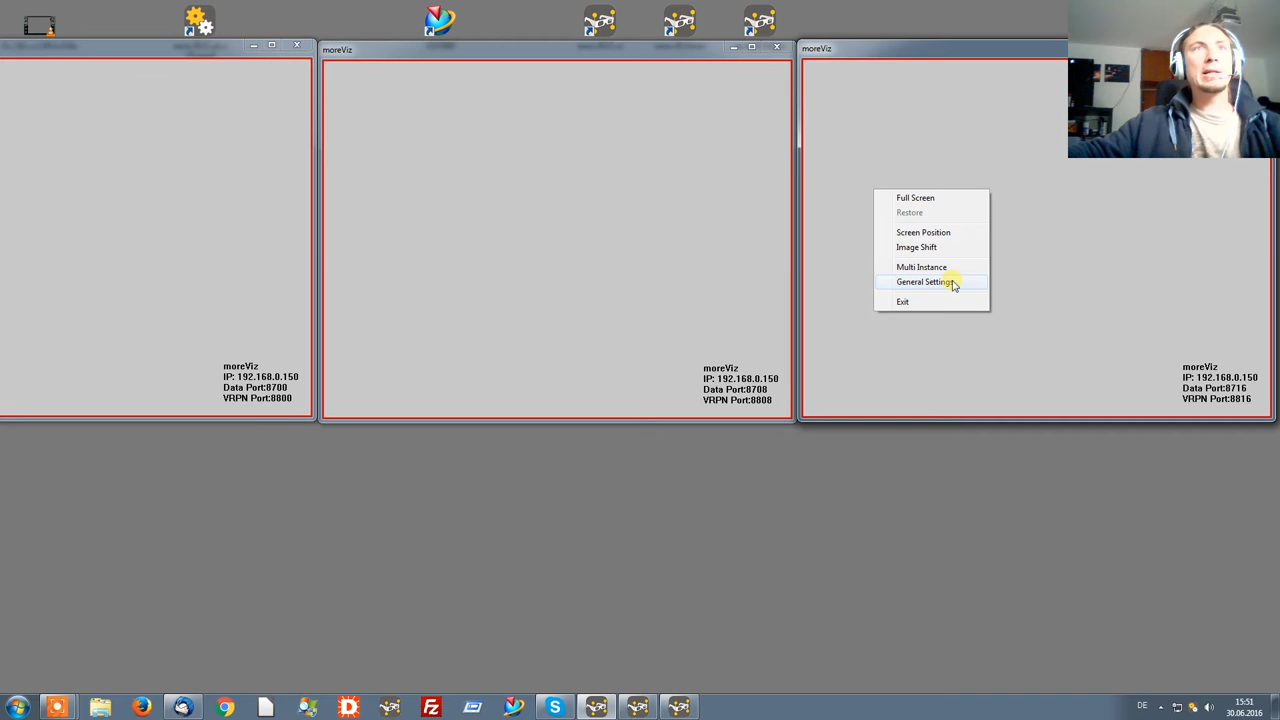 moreViz
moreViz
Full Screen
Restore
Screen Position
Image Shift
Multi Instance
General Settings
Exit
moreViz
IP: 192.168.0.150
Data Port:8700
VRPN Port:8800
moreViz
IP: 192.168.0.150
Data Port:8708
VRPN Port:8808
moreViz
IP: 192.168.0.150
Data Port:8716
VRPN Port:8816
DE
15:51
30.06.2016